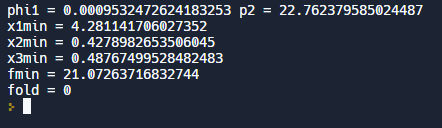 phi1 = 0.0009532472624183253 p2 = 22.762379585024487
x1min = 4.281141706027352
x2min = 0.4278982653506045
x3min = 0.48767499528482483
fmin = 21.07263716832744
fold = 0
>